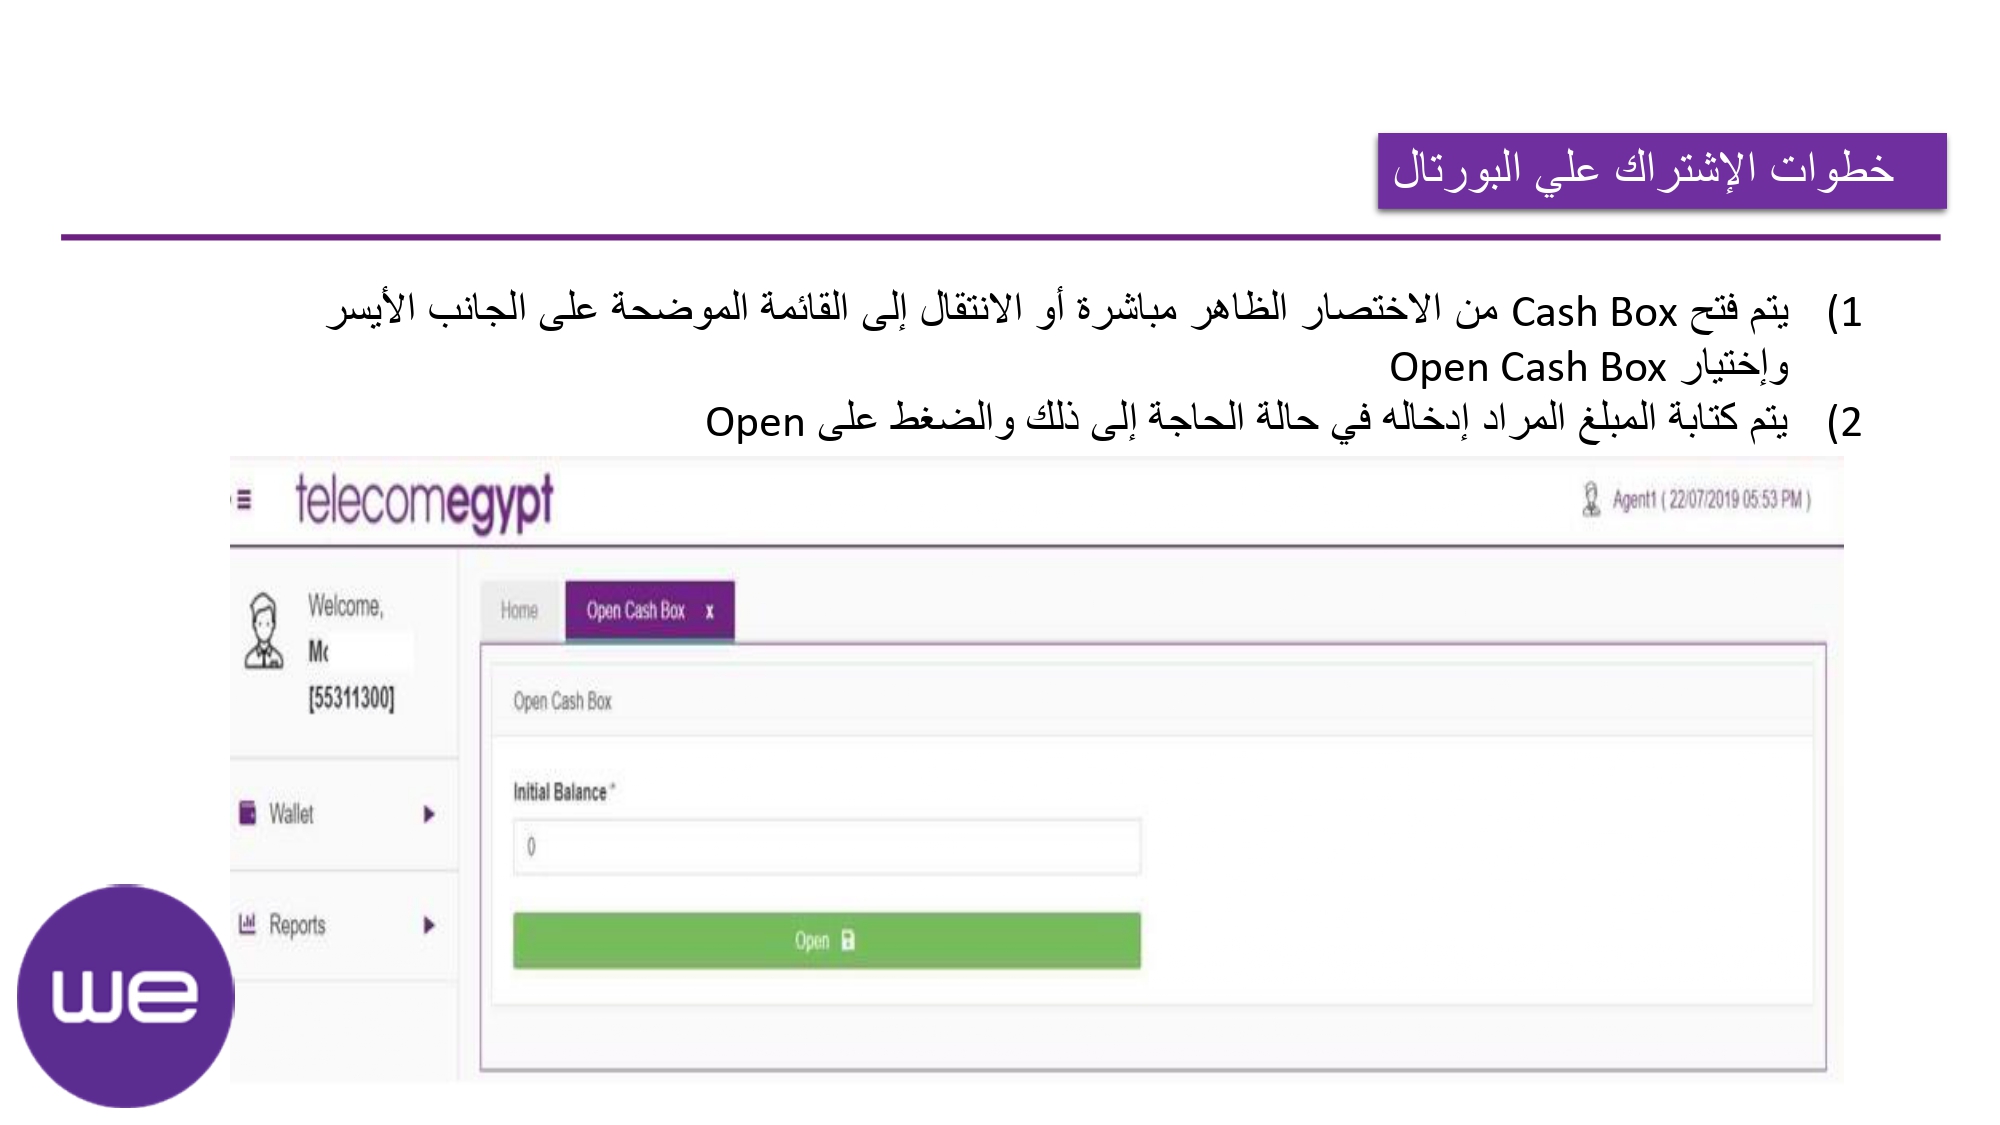 خطوات الإشتراك علي البورتال
1) يتم فتح Cash Box من الاختصار الظاهر مباشرة أو الانتقال إلى القائمة الموضحة على الجانب الأيسر
وإختيار Open Cash Box
2) يتم كتابة المبلغ المراد إدخاله في حالة الحاجة إلى ذلك والضغط على Open
telecomegypt
Agent1 ( 22/07/2019 05:53 PM )
Welcome,
[55311300]
Wallet
Reports
Home
Open Cash Box x
Open Cash Box
Initial Balance *
0
Open
we